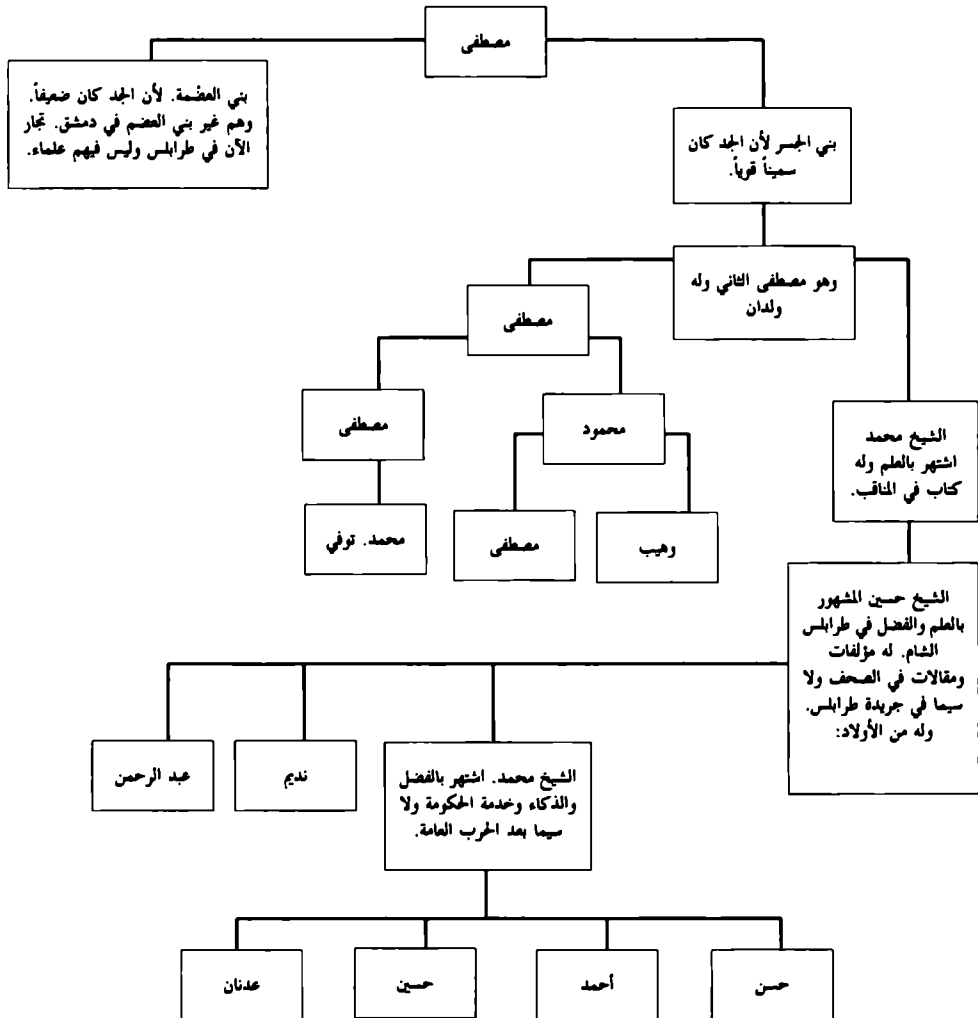 مصطفى
بني الجسر لأن الجد كان
سميناً قوياً.
بني العضْمة. لأن الجد كان ضعيفاً.
وهم غير بني العضم في دمشق. تجار
الآن في طرابلس وليس فيهم علماء.
وهو مصطفى الثاني وله
ولدان
مصطفى
الشيخ محمد
اشتهر بالعلم وله
كتاب في المناقب.
محمود
مصطفى
وهيب
مصطفى
محمد. توفي
الشيخ حسين المشهور
بالعلم والفضل في طرابلس
الشام. له مؤلفات
ومقالات في الصحف ولا
سيما في جريدة طرابلس.
وله من الأولاد:
الشيخ محمد. اشتهر بالفضل
والذكاء وخدمة الحكومة ولا
سيما بعد الحرب العامة.
نديم
عبد الرحمن
حسن
أحمد
حسين
عدنان